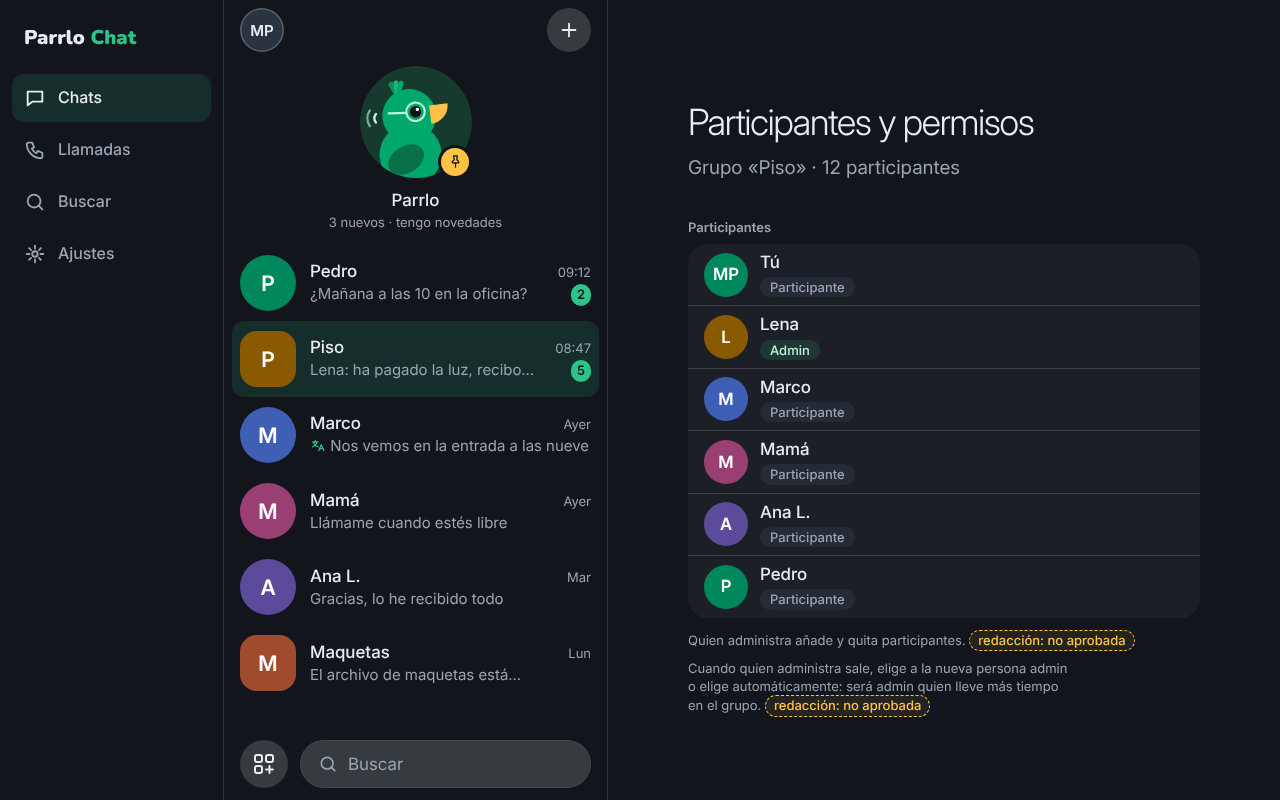 Parrlo Chat
Chats
Llamadas
Buscar
Ajustes
MP
Parrlo
3 nuevos · tengo novedades
P
Pedro
09:12
¿Mañana a las 10 en la oficina?
2
P
Piso
08:47
Lena: ha pagado la luz, recibo...
5
M
Marco
Ayer
Nos vemos en la entrada a las nueve
M
Mamá
Ayer
Llámame cuando estés libre
A
Ana L.
Mar
Gracias, lo he recibido todo
M
Maquetas
Lun
El archivo de maquetas está...
Buscar
Participantes y permisos
Grupo «Piso» · 12 participantes
Participantes
MP
Tú
Participante
L
Lena
Admin
M
Marco
Participante
M
Mamá
Participante
A
Ana L.
Participante
P
Pedro
Participante
Quien administra añade y quita participantes. redacción: no aprobada
Cuando quien administra sale, elige a la nueva persona admin
o elige automáticamente: será admin quien lleve más tiempo
en el grupo. redacción: no aprobada